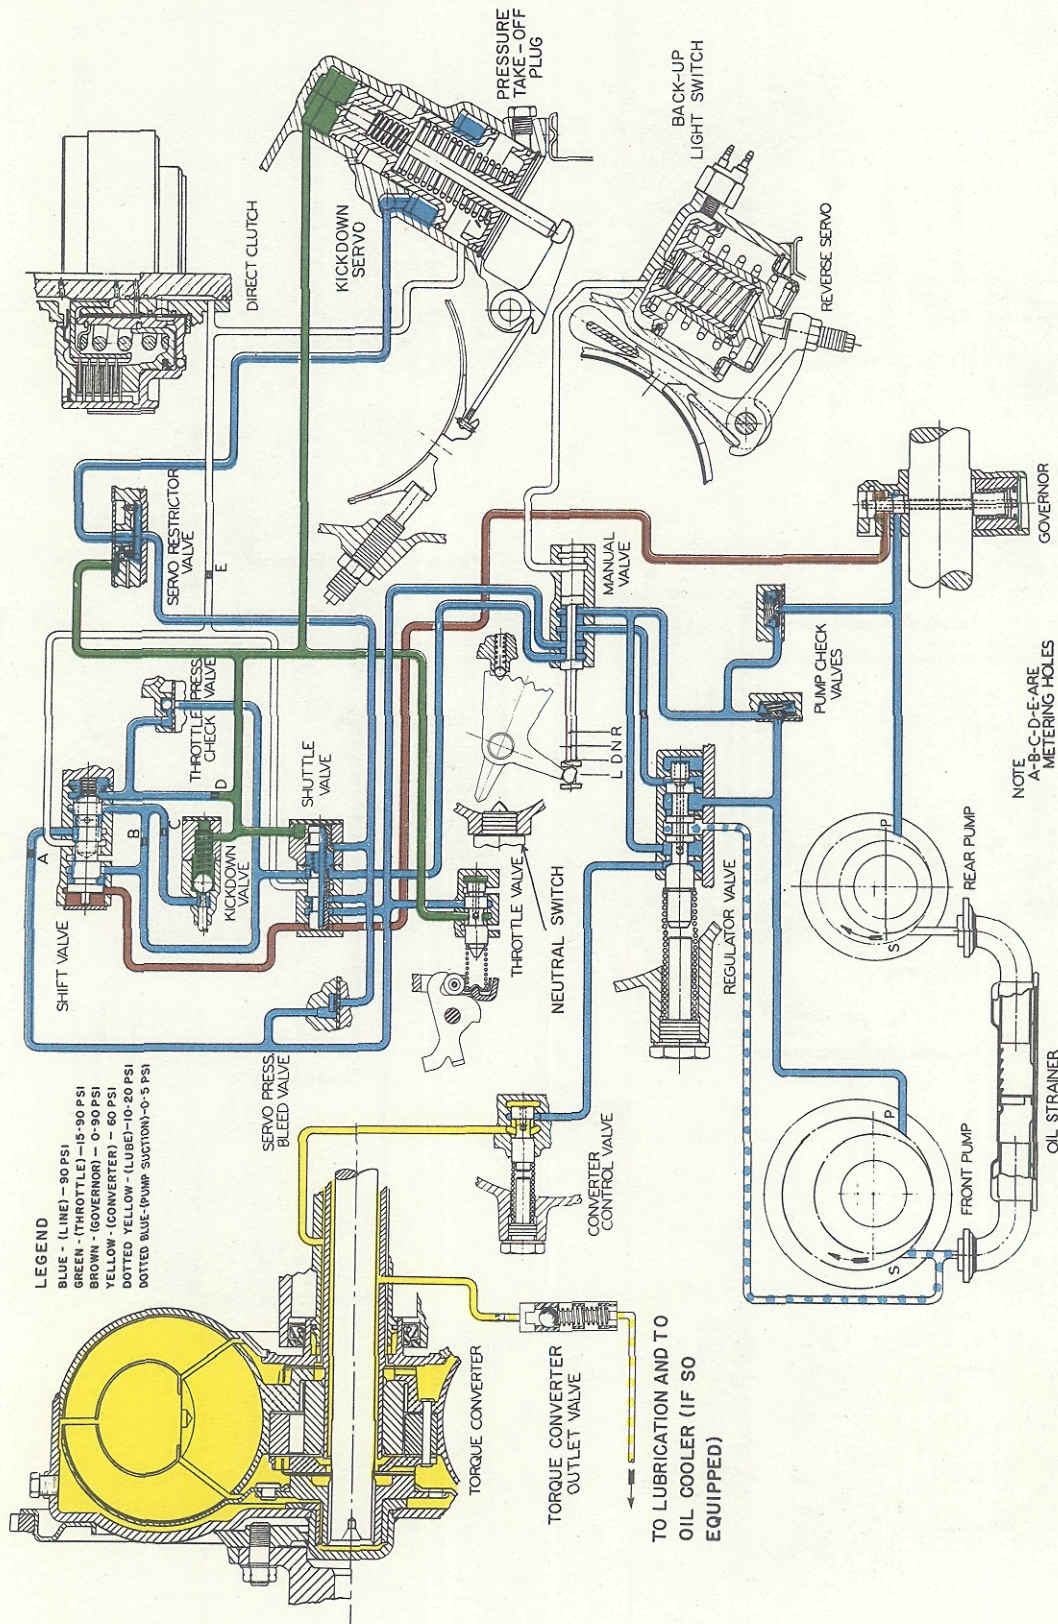 LEGEND
BLUE - (LINE) - 90 PSI
GREEN - (THROTTLE) - 15-90 PSI
BROWN - (GOVERNOR) - 0-90 PSI
YELLOW - (CONVERTER) - 60 PSI
DOTTED YELLOW - (LUBE) - 10-20 PSI
DOTTED BLUE - (PUMP SUCTION) - 0-5 PSI
SHIFT VALVE
A
B
C
D
E
KICKDOWN
VALVE
THROTTLE PRESS.
CHECK VALVE
SERVO RESTRICTOR
VALVE
DIRECT CLUTCH
KICKDOWN
SERVO
PRESSURE
TAKE-OFF
PLUG
SHUTTLE
VALVE
SERVO PRESS.
BLEED VALVE
THROTTLE VALVE
NEUTRAL SWITCH
L D N R
MANUAL
VALVE
BACK-UP
LIGHT SWITCH
REVERSE SERVO
TORQUE CONVERTER
TORQUE CONVERTER
OUTLET VALVE
CONVERTER
CONTROL VALVE
REGULATOR VALVE
PUMP CHECK
VALVES
GOVERNOR
TO LUBRICATION AND TO
OIL COOLER (IF SO
EQUIPPED)
S
P
FRONT PUMP
OIL STRAINER
S
P
REAR PUMP
NOTE
A-B-C-D-E-ARE
METERING HOLES